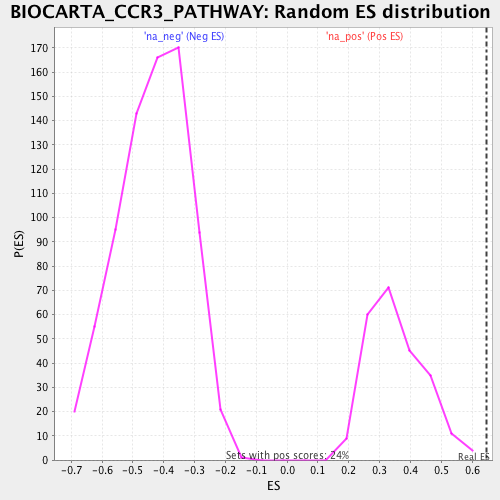 BIOCARTA_CCR3_PATHWAY: Random ES distribution
'na_neg' (Neg ES)
'na_pos' (Pos ES)
170
160
150
140
130
120
110
100
90
80
70
60
50
40
30
20
10
0
P(ES)
Sets with pos scores: 24%
Real ES
-0.7 -0.6 -0.5 -0.4 -0.3 -0.2 -0.1 0.0 0.1 0.2 0.3 0.4 0.5 0.6
ES